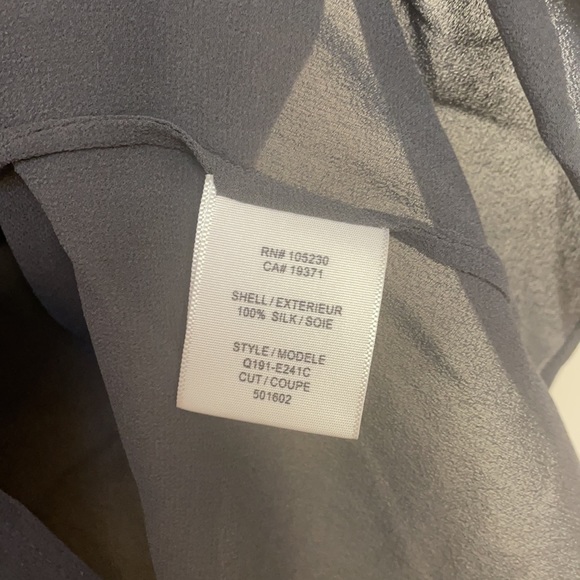 RN# 105230
CA# 19371
SHELL / EXTERIEUR
100% SILK / SOIE
STYLE / MODELE
Q191-E241C
CUT / COUPE
501602